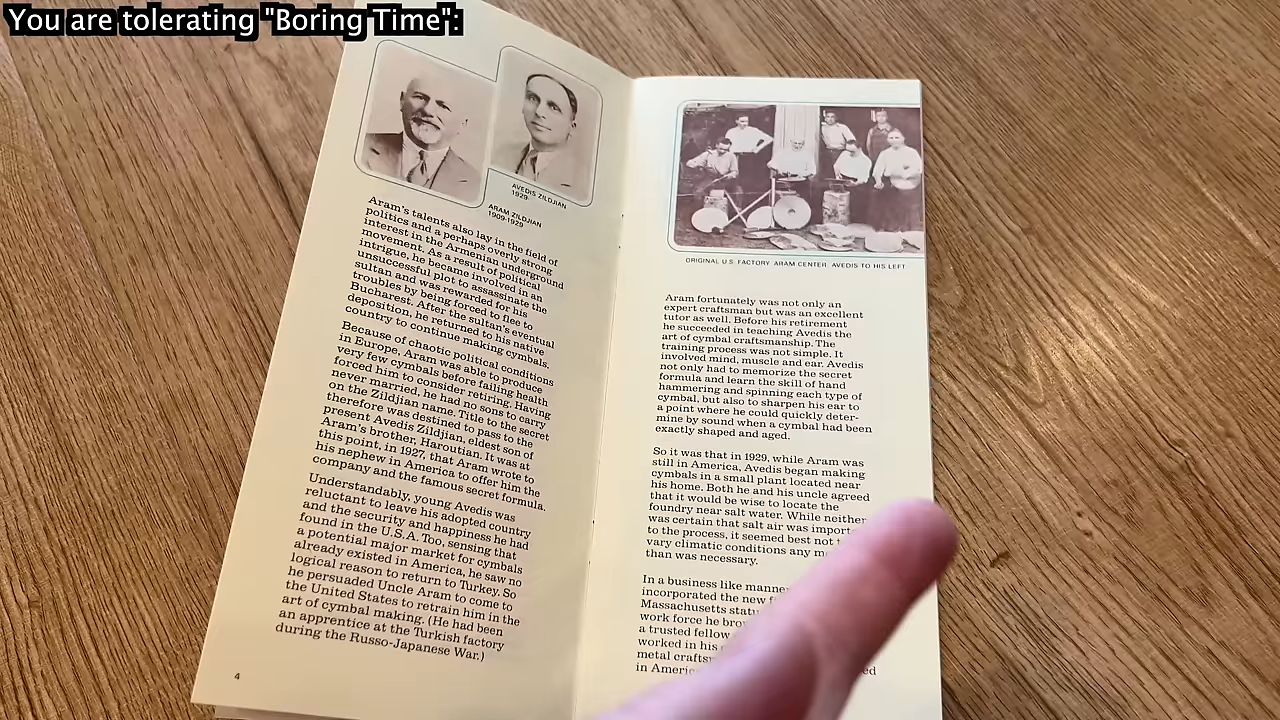 You are tolerating "Boring Time":
AVEDIS ZILDJIAN
1929-
ARAM ZILDJIAN
1909-1929
Aram's talents also lay in the field of
politics and a perhaps overly strong
interest in the Armenian underground
movement. As a result of political
intrigue, he became involved in an
unsuccessful plot to assassinate the
sultan and was rewarded for his
troubles by being forced to flee to
Bucharest. After the sultan's eventual
deposition, he returned to his native
country to continue making cymbals.
Because of chaotic political conditions
in Europe, Aram was able to produce
very few cymbals before failing health
forced him to consider retiring. Having
never married, he had no sons to carry
on the Zildjian name. Title to the secret
therefore was destined to pass to the
present Avedis Zildjian, eldest son of
Aram's brother, Haroutian. It was at
this point, in 1927, that Aram wrote to
his nephew in America to offer him the
company and the famous secret formula.
Understandably, young Avedis was
reluctant to leave his adopted country
and the security and happiness he had
found in the U.S.A. Too, sensing that
a potential major market for cymbals
already existed in America, he saw no
logical reason to return to Turkey. So
he persuaded Uncle Aram to come to
the United States to retrain him in the
art of cymbal making. (He had been
an apprentice at the Turkish factory
during the Russo-Japanese War.)
4
ORIGINAL U.S. FACTORY. ARAM CENTER. AVEDIS TO HIS LEFT.
Aram fortunately was not only an
expert craftsman but was an excellent
tutor as well. Before his retirement
he succeeded in teaching Avedis the
art of cymbal craftsmanship. The
training process was not simple. It
involved mind, muscle and ear. Avedis
not only had to memorize the secret
formula and learn the skill of hand
hammering and spinning each type of
cymbal, but also to sharpen his ear to
a point where he could quickly deter-
mine by sound when a cymbal had been
exactly shaped and aged.
So it was that in 1929, while Aram was
still in America, Avedis began making
cymbals in a small plant located near
his home. Both he and his uncle agreed
that it would be wise to locate the
foundry near salt water. While neither
was certain that salt air was
to the process, it seemed best not
vary climatic conditions any
than was necessary.
In a business like
incorporated the new
Massachusetts
work force he
a trusted fellow
worked in his
metal
in